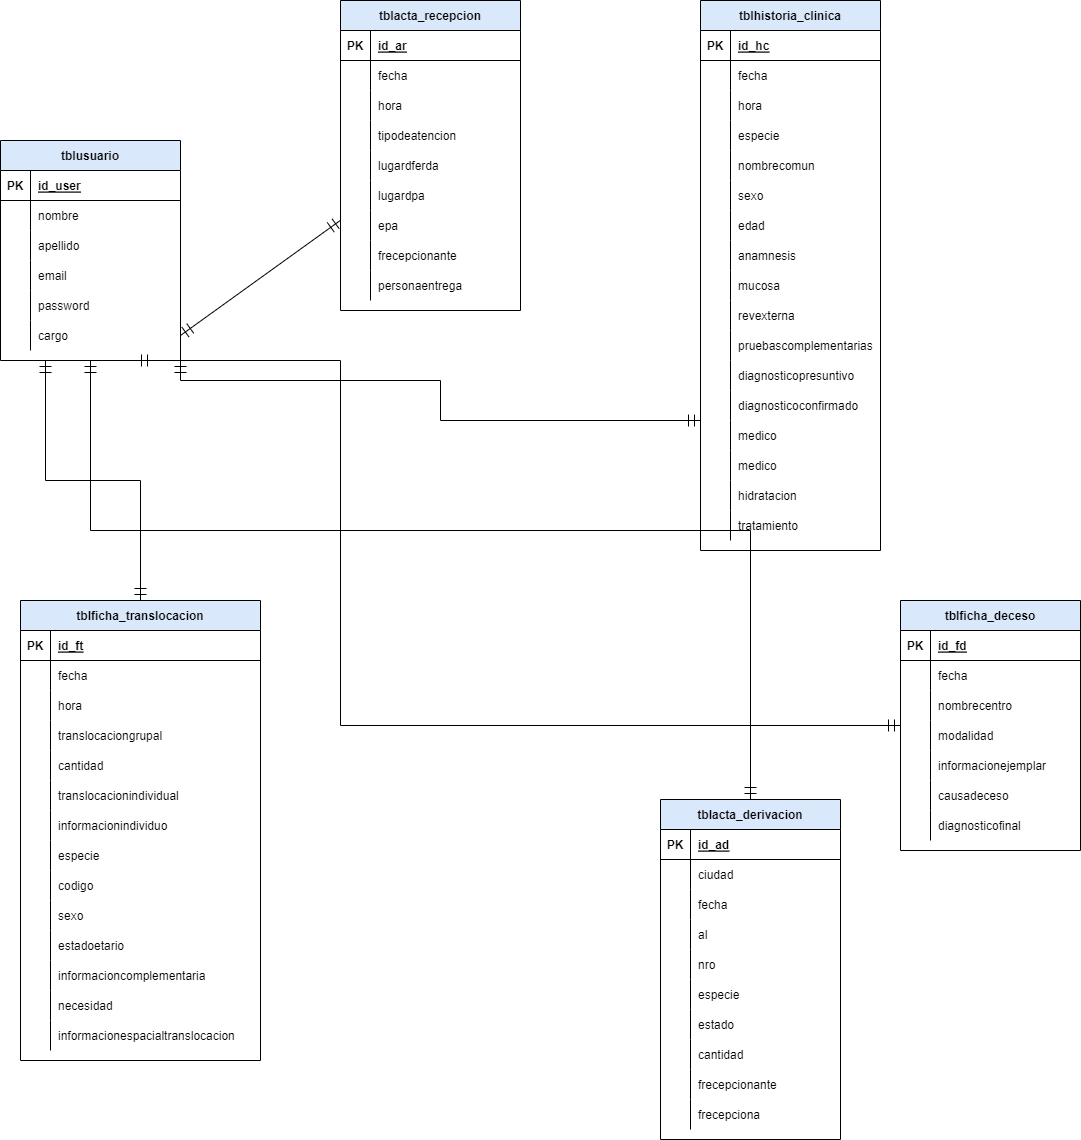 tblacta_recepcion
PK id_ar
fecha
hora
tipodeatencion
lugardferda
lugardpa
epa
frecepcionante
personaentrega
tblhistoria_clinica
PK id_hc
fecha
hora
especie
nombrecomun
sexo
edad
anamnesis
mucosa
revexterna
pruebascomplementarias
diagnosticopresuntivo
diagnosticoconfirmado
medico
medico
hidratacion
tratamiento
tblusuario
PK id_user
nombre
apellido
email
password
cargo
tblficha_translocacion
PK id_ft
fecha
hora
translocaciongrupal
cantidad
translocacionindividual
informacionindividuo
especie
codigo
sexo
estadoetario
informacioncomplementaria
necesidad
informacionespacialtranslocacion
tblficha_deceso
PK id_fd
fecha
nombrecentro
modalidad
informacionejemplar
causadeceso
diagnosticofinal
tblacta_derivacion
PK id_ad
ciudad
fecha
al
nro
especie
estado
cantidad
frecepcionante
frecepciona